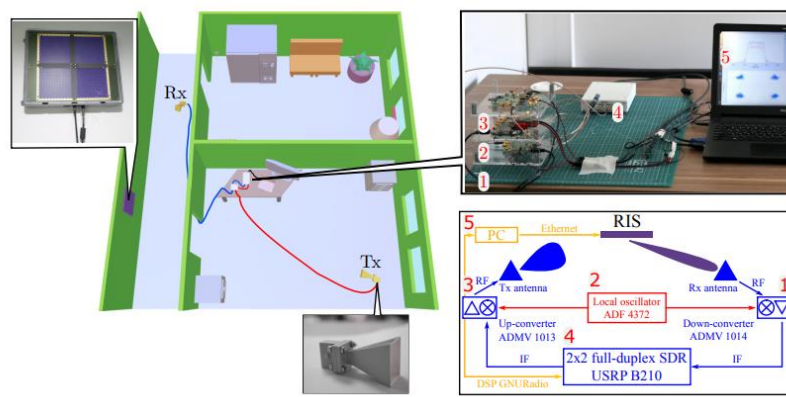 Rx
Tx
5
4
3
2
1
RIS
5
PC
Ethernet
RF
Tx antenna
Rx antenna
RF
3
2
1
Local oscillator
ADF 4372
Up-converter
ADMV 1013
Down-converter
ADMV 1014
4
IF
IF
2x2 full-duplex SDR
USRP B210
DSP GNURadio